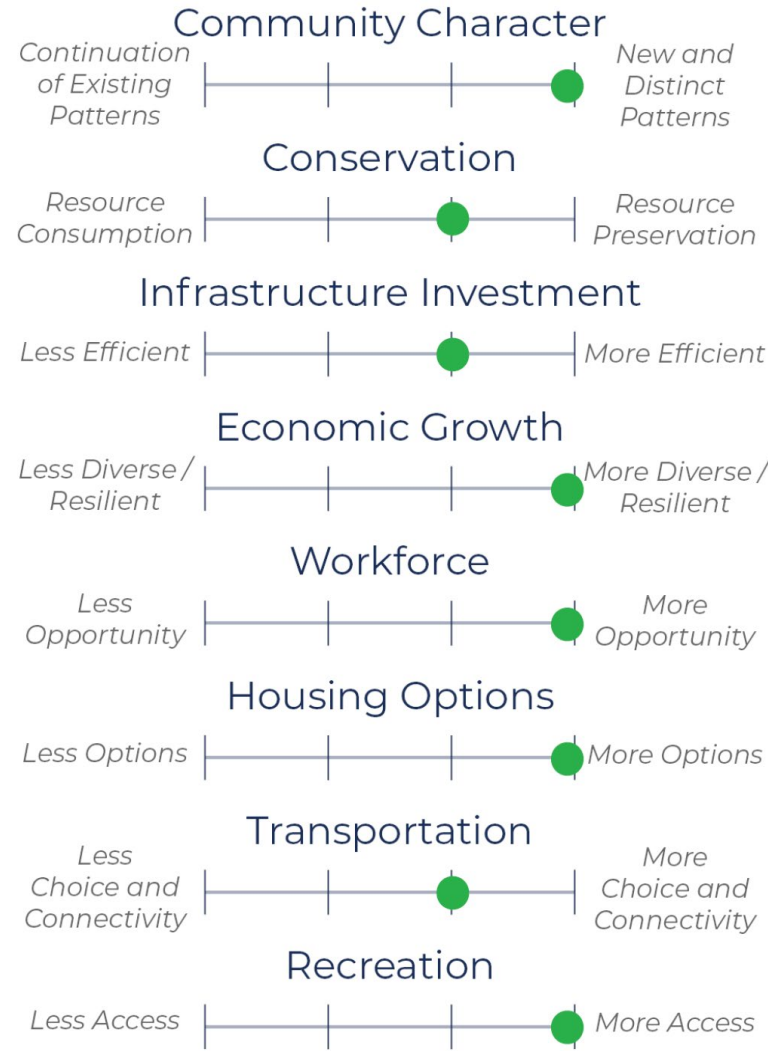 Community Character
Continuation
of Existing
Patterns
New and
Distinct
Patterns
Conservation
Resource
Consumption
Resource
Preservation
Infrastructure Investment
Less Efficient
More Efficient
Economic Growth
Less Diverse /
Resilient
More Diverse /
Resilient
Workforce
Less
Opportunity
More
Opportunity
Housing Options
Less Options
More Options
Transportation
Less
Choice and
Connectivity
More
Choice and
Connectivity
Recreation
Less Access
More Access